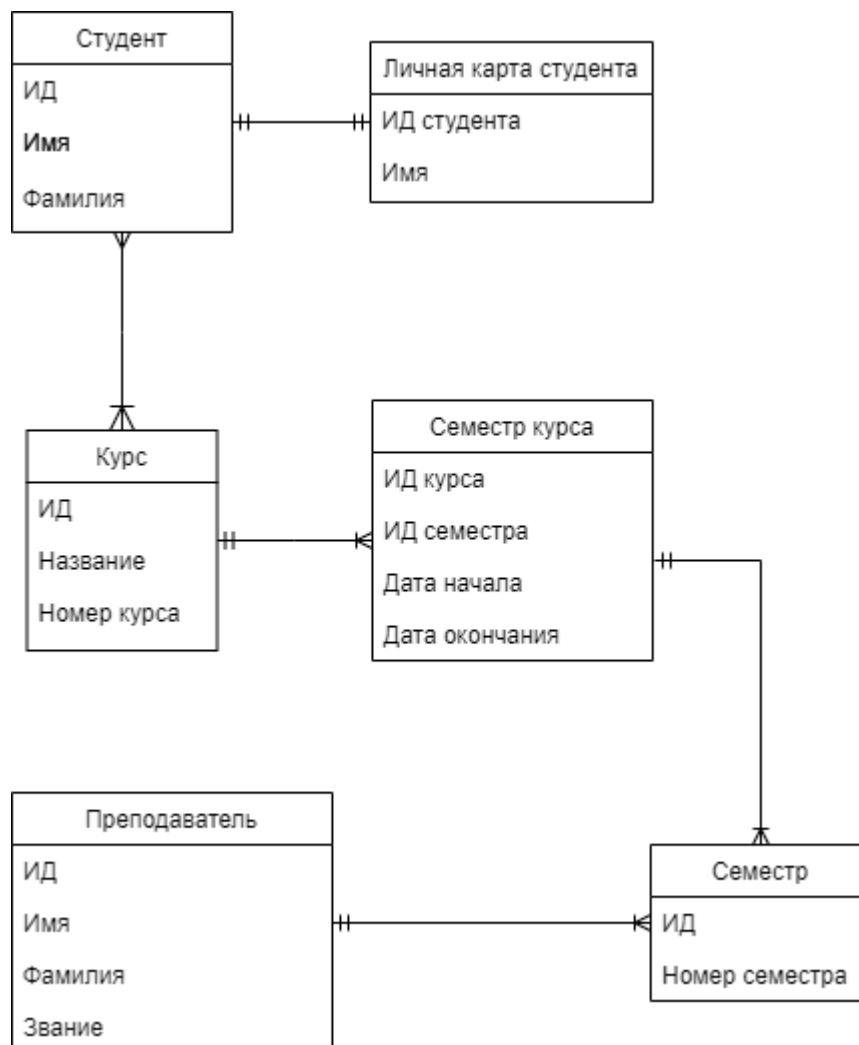 Студент
ИД
Имя
Фамилия
Личная карта студента
ИД студента
Имя
Курс
ИД
Название
Номер курса
Семестр курса
ИД курса
ИД семестра
Дата начала
Дата окончания
Преподаватель
ИД
Имя
Фамилия
Звание
Семестр
ИД
Номер семестра